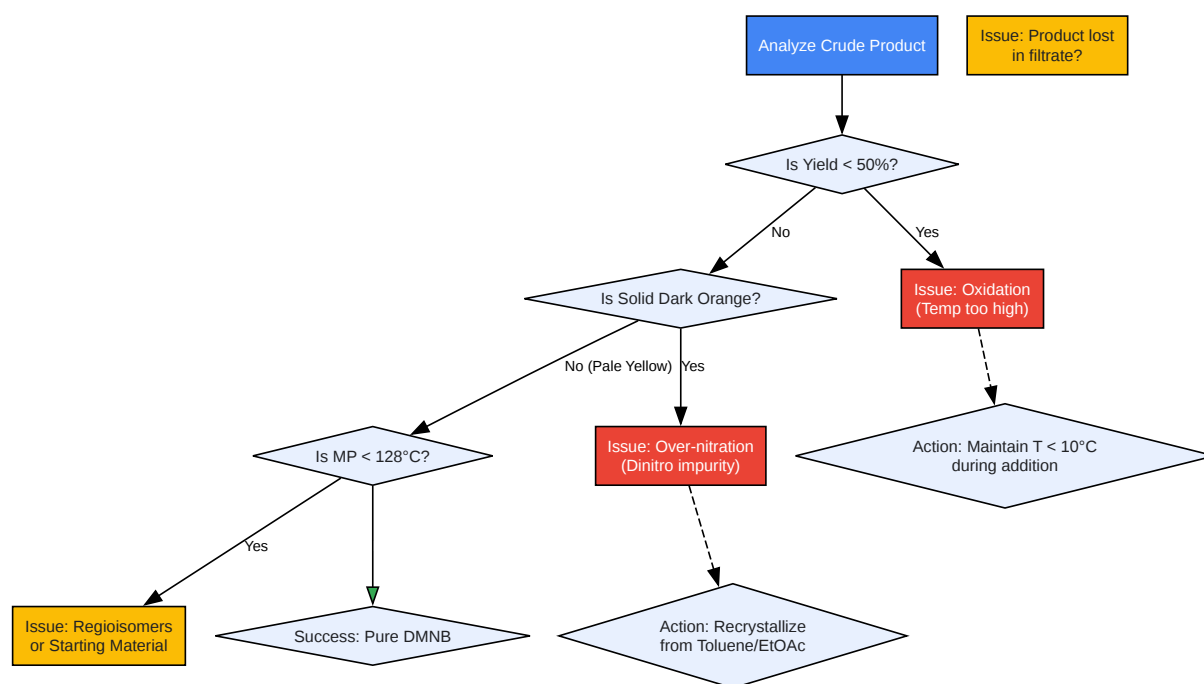 Analyze Crude Product
Issue: Product lost
in filtrate?
Is Yield < 50%?
No
Yes
Is Solid Dark Orange?
Issue: Oxidation
(Temp too high)
No (Pale Yellow)
Yes
Is MP < 128°C?
Issue: Over-nitration
(Dinitro impurity)
Action: Maintain T < 10°C
during addition
Yes
Issue: Regioisomers
or Starting Material
Success: Pure DMNB
Action: Recrystallize
from Toluene/EtOAc